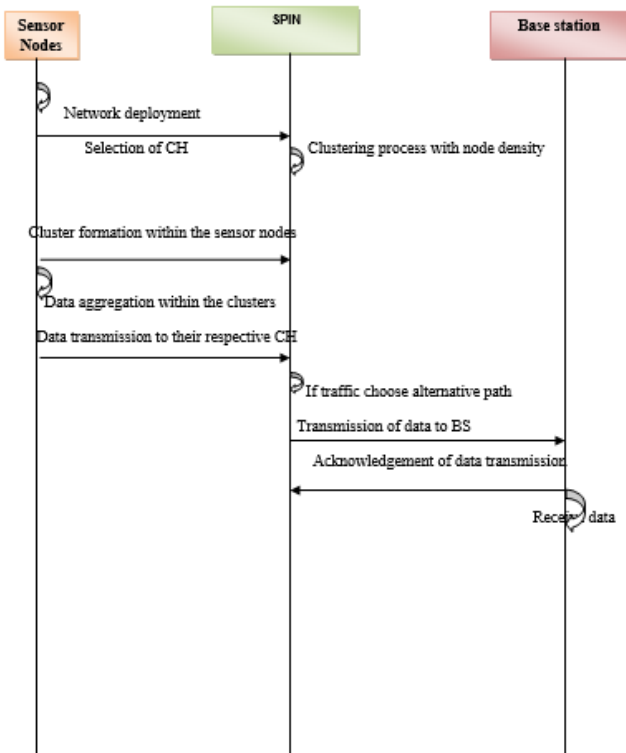 Sensor
Nodes
SPIN
Base station
Network deployment
Selection of CH
Clustering process with node density
Cluster formation within the sensor nodes
Data aggregation within the clusters
Data transmission to their respective CH
If traffic choose alternative path
Transmission of data to BS
Acknowledgement of data transmission
data